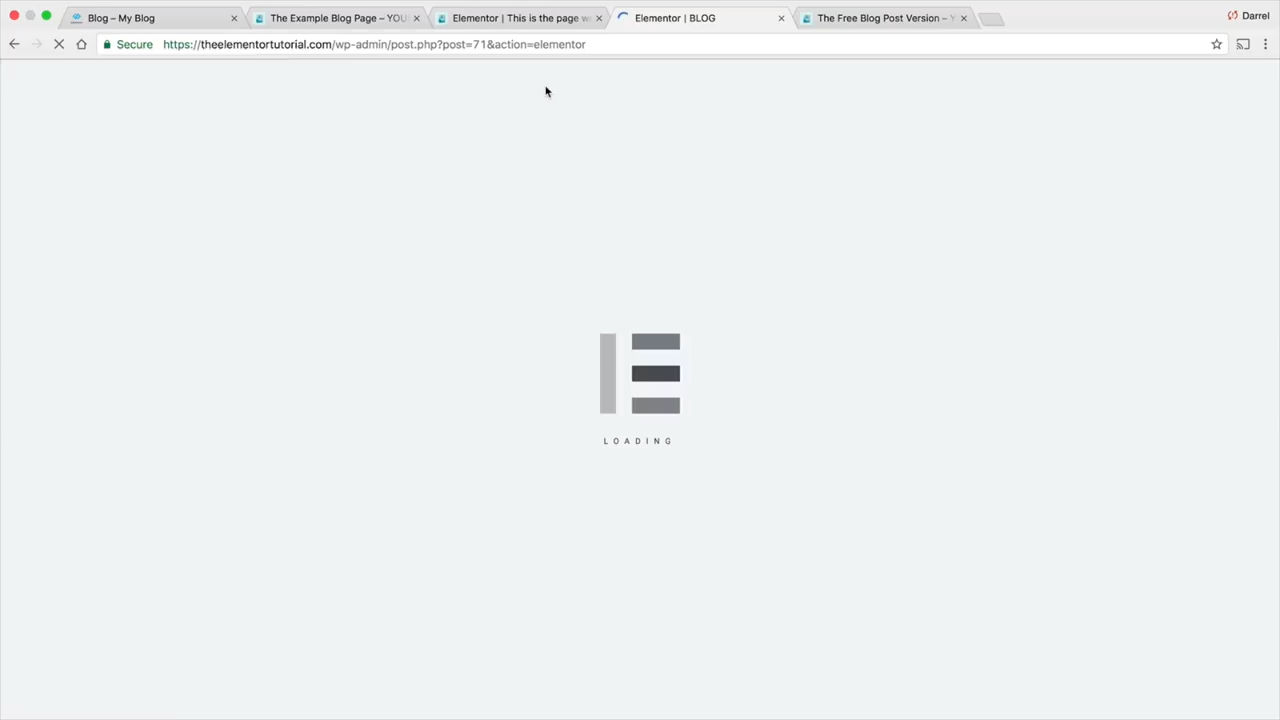 Blog – My Blog
The Example Blog Page – YOU
Elementor | This is the page w
Elementor | BLOG
The Free Blog Post Version – Y
Darrel
Secure https://theelementortutorial.com/wp-admin/post.php?post=71&action=elementor
LOADING